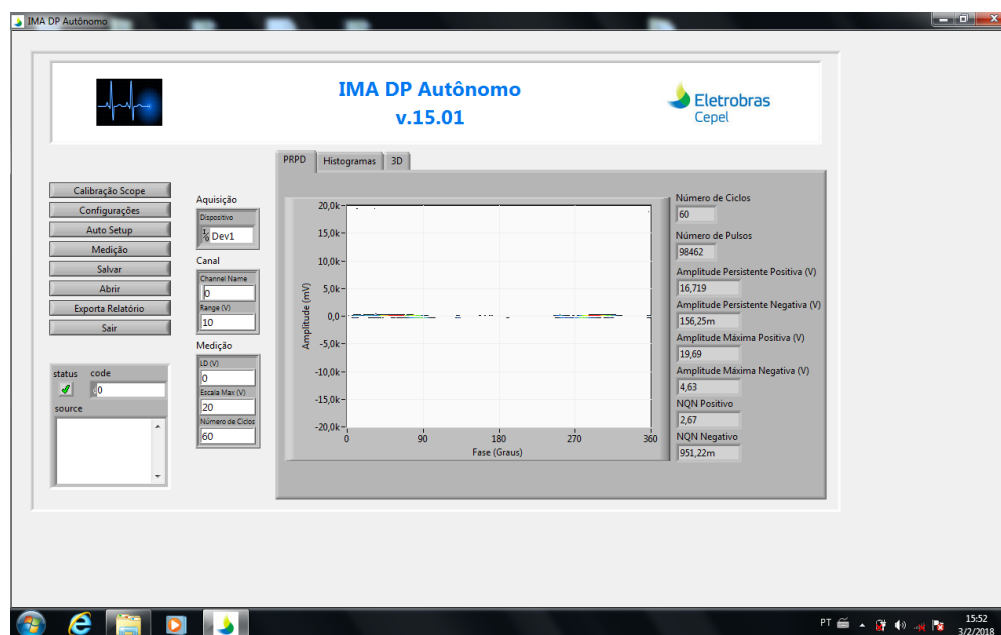 IMA DP Autônomo
IMA DP Autônomo
v.15.01
Eletrobras
Cepel
PRPD
Histogramas
3D
Calibração Scope
Configurações
Auto Setup
Medição
Salvar
Abrir
Exporta Relatório
Sair
status
code
0
source
Aquisição
Dispositivo
Dev1
Canal
Channel Name
0
Range (V)
10
Medição
LD (V)
0
Escala Max (V)
20
Número de Ciclos
60
Amplitude (mV)
20,0k
15,0k
10,0k
5,0k
0,0
-5,0k
-10,0k
-15,0k
-20,0k
0
90
180
270
360
Fase (Graus)
Número de Ciclos
60
Número de Pulsos
98462
Amplitude Persistente Positiva (V)
16,719
Amplitude Persistente Negativa (V)
156,25m
Amplitude Máxima Positiva (V)
19,69
Amplitude Máxima Negativa (V)
4,63
NQN Positivo
2,67
NQN Negativo
951,22m
PT
15:52
3/2/2018